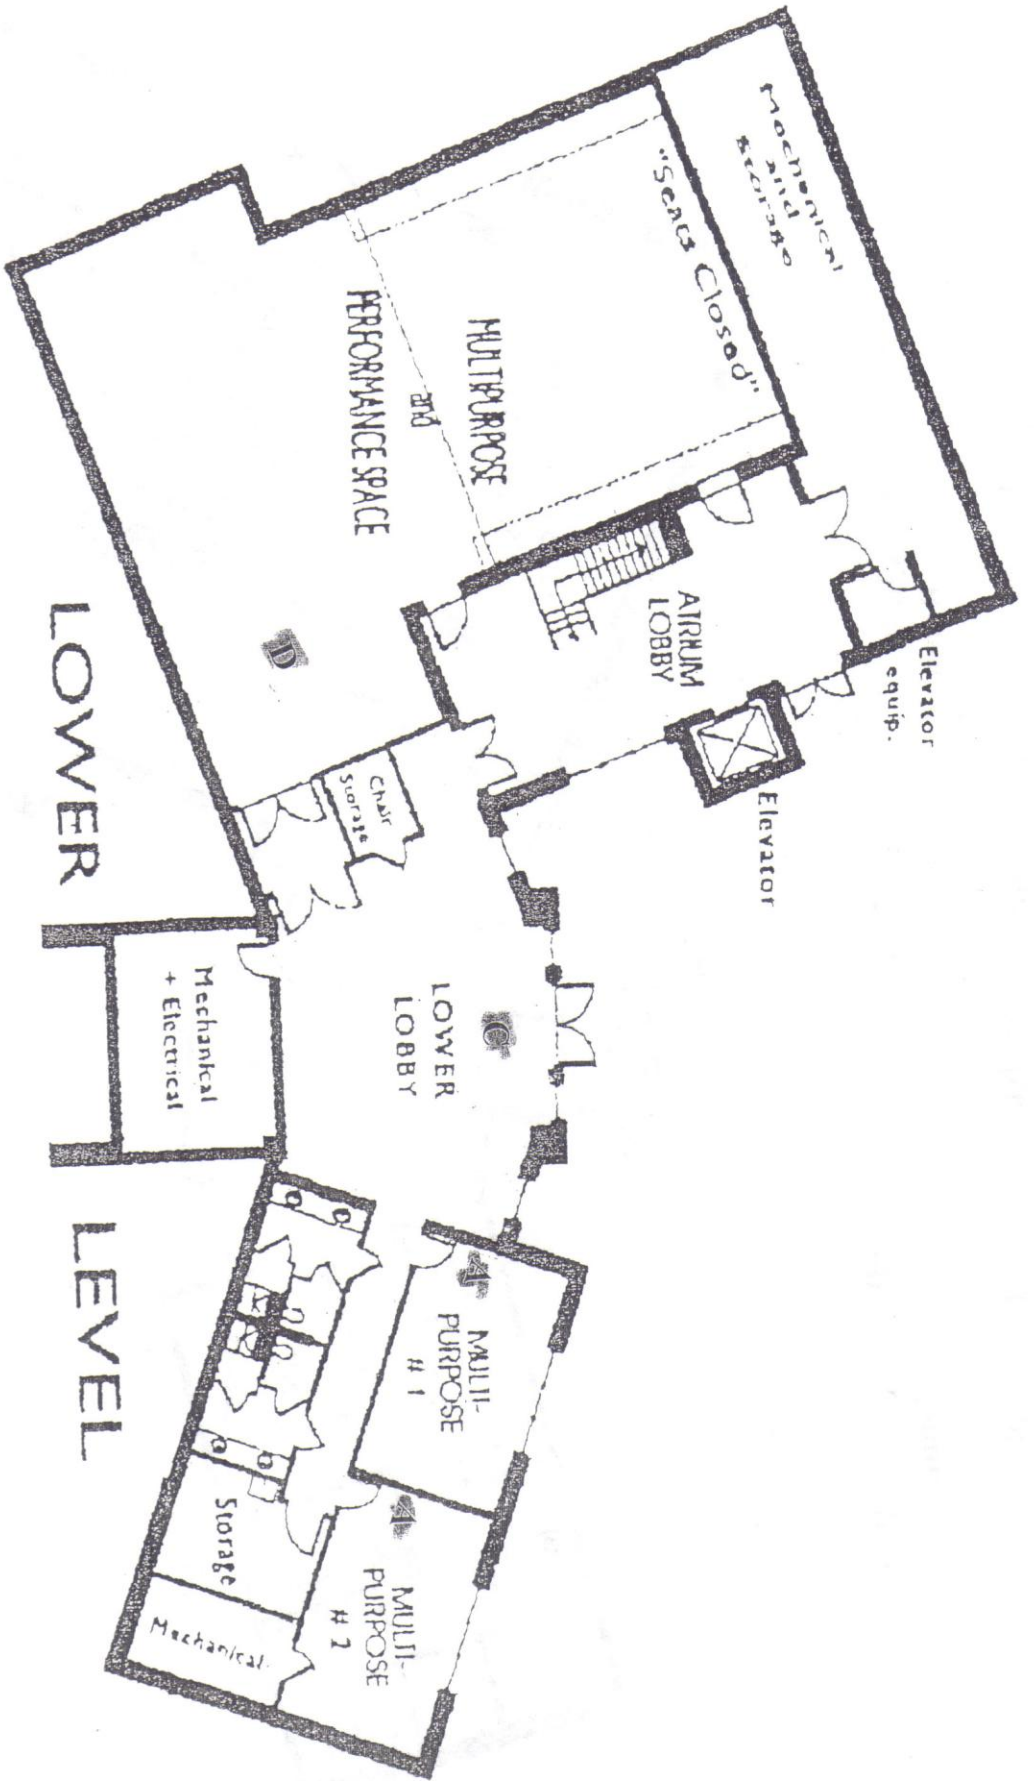 Mechanical
and
Storage
"Seats Closed"
MULTIPURPOSE
and
PERFORMANCE SPACE
ATRIUM
LOBBY
Elevator
equip.
Elevator
D
Chair
Storage
LOWER
LOBBY
C
Mechanical
+ Electrical
A
MULTI-
PURPOSE
# 1
A
MULTI-
PURPOSE
# 2
Storage
Mechanical
LOWER LEVEL